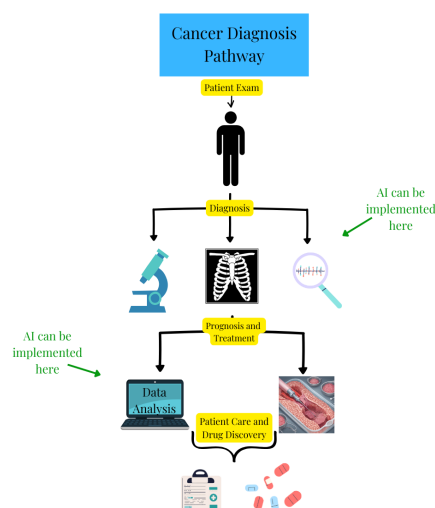 Cancer Diagnosis
Pathway
Patient Exam
Diagnosis
AI can be
implemented
here
Prognosis and
Treatment
AI can be
implemented
here
Data
Analysis
Patient Care and
Drug Discovery